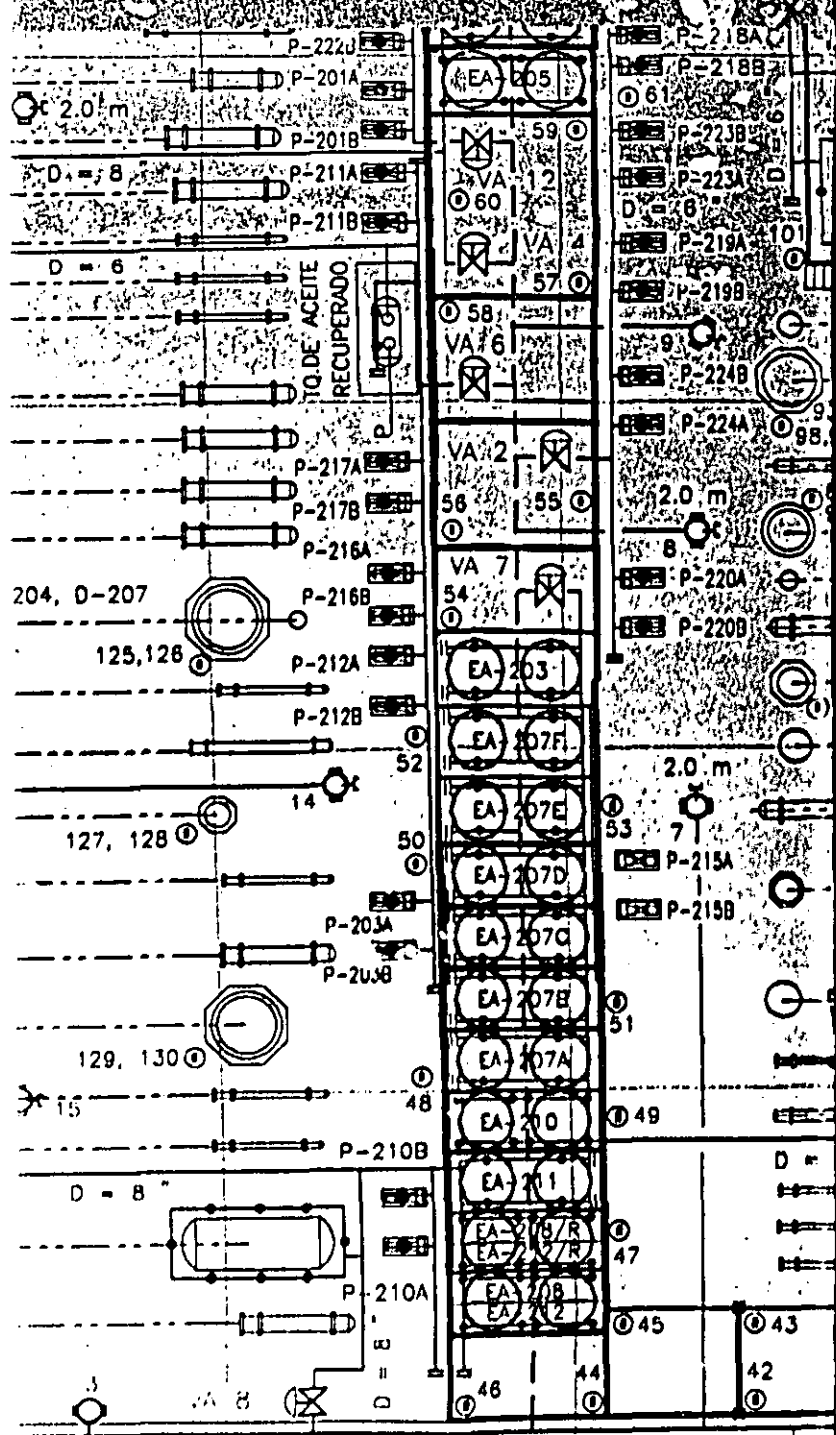 P-218A
P-201A
EA-205
P-218B
61
2.0 m
59
P-201B
P-223B
D = 8 "
P-211A
VA 12
P-223A
60
P-211B
D = 6 "
VA 4
P-219A
101
D = 6 "
57
P-219B
TQ.DE ACEITE
RECUPERADO
58
9
VA 6
P-224B
P-224A
98,
P-217A
VA 2
P-217B
56
55
2.0 m
P-216A
8
VA 7
P-220A
204, D-207
P-216B
54
P-220B
125,126
P-212A
EA-203
P-212B
EA-207F
52
2.0 m
14
EA-207E
53
7
127, 128
50
EA-207D
P-215A
P-203A
P-215B
EA-207C
P-203B
EA-207B
51
129, 130
EA-207A
15
48
EA-210
49
P-210B
EA-211
D =
D = 8 "
47
P-210A
EA-208
45
43
42
44
46
VA 8